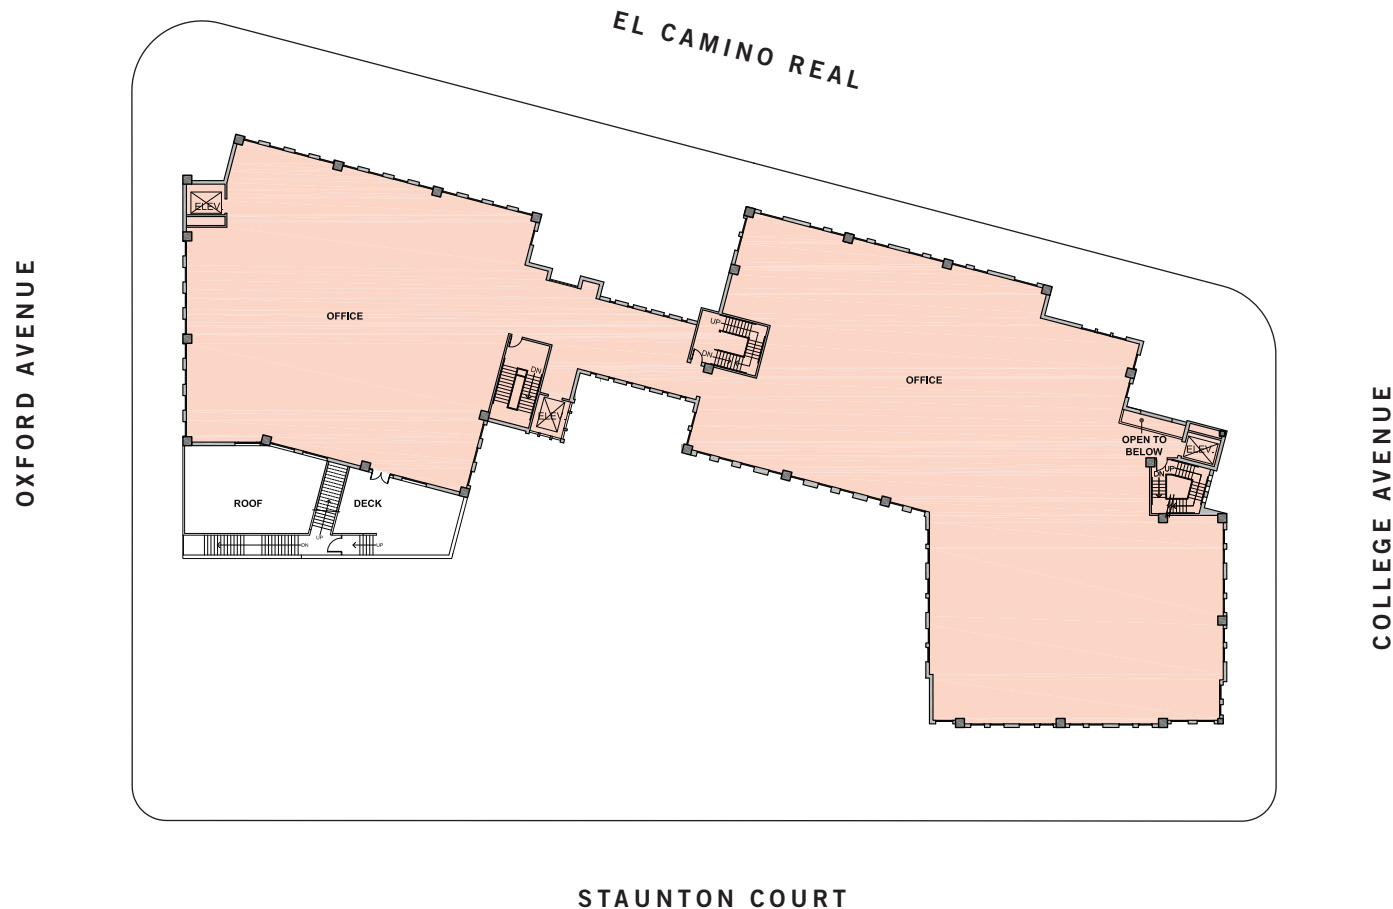 EL CAMINO REAL
ELEV.
OXFORD AVENUE
OFFICE
UP
DN
DN
OFFICE
COLLEGE AVENUE
ELEV.
OPEN TO
BELOW
ELEV.
UP
DN
ROOF
DECK
UP
DN
UP
STAUNTON COURT